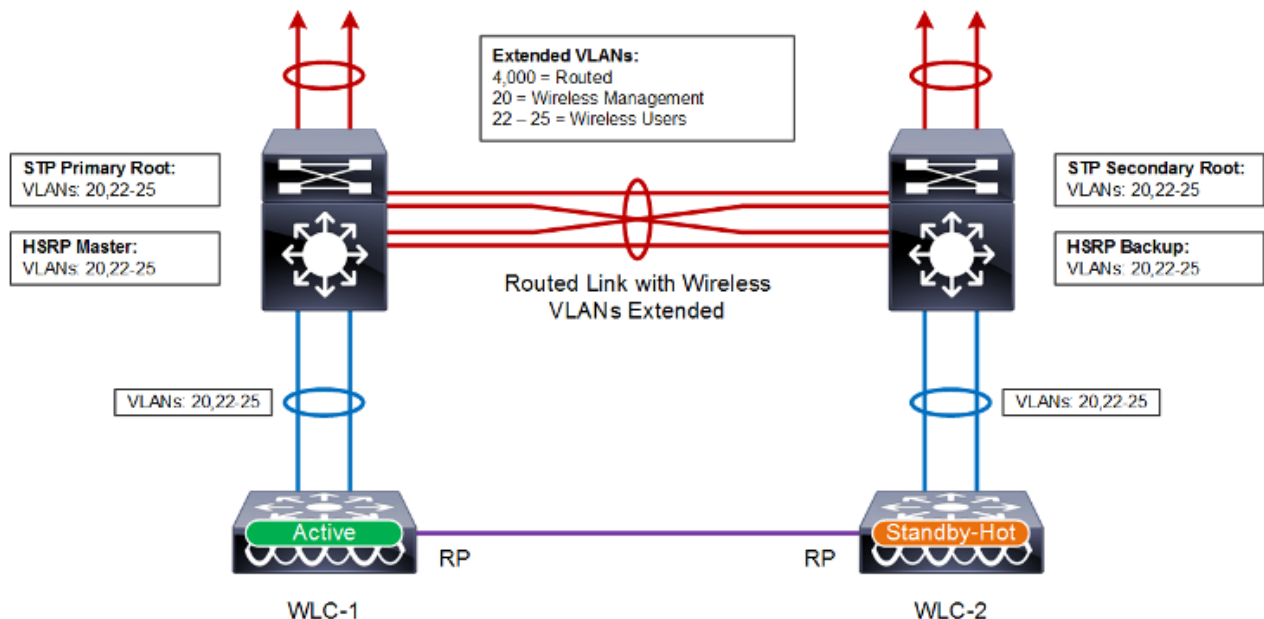 Extended VLANs:
4,000 = Routed
20 = Wireless Management
22 – 25 = Wireless Users
STP Primary Root:
VLANs: 20,22-25
STP Secondary Root:
VLANs: 20,22-25
HSRP Master:
VLANs: 20,22-25
HSRP Backup:
VLANs: 20,22-25
Routed Link with Wireless
VLANs Extended
VLANs: 20,22-25
VLANs: 20,22-25
Active
Standby-Hot
RP
RP
WLC-1
WLC-2